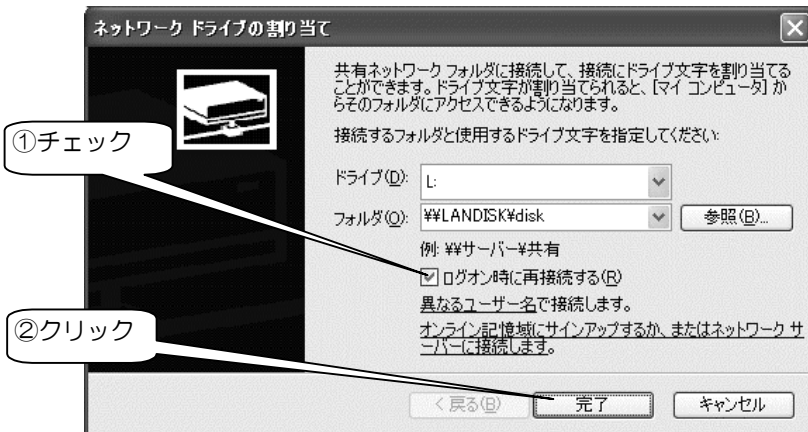 ネットワーク ドライブの割り当て
共有ネットワーク フォルダに接続して、接続にドライブ文字を割り当てる
ことができます。ドライブ文字が割り当てられると、[マイ コンピュータ] か
らそのフォルダにアクセスできるようになります。
①チェック
接続するフォルダと使用するドライブ文字を指定してください:
ドライブ(D): L:
フォルダ(O): ¥¥LANDISK¥disk 参照(B)...
例: ¥¥サーバー¥共有
ログオン時に再接続する(R)
異なるユーザー名で接続します。
②クリック
オンライン記憶域にサインアップするか、またはネットワーク サ
ーバーに接続します。
< 戻る(B) 完了 キャンセル